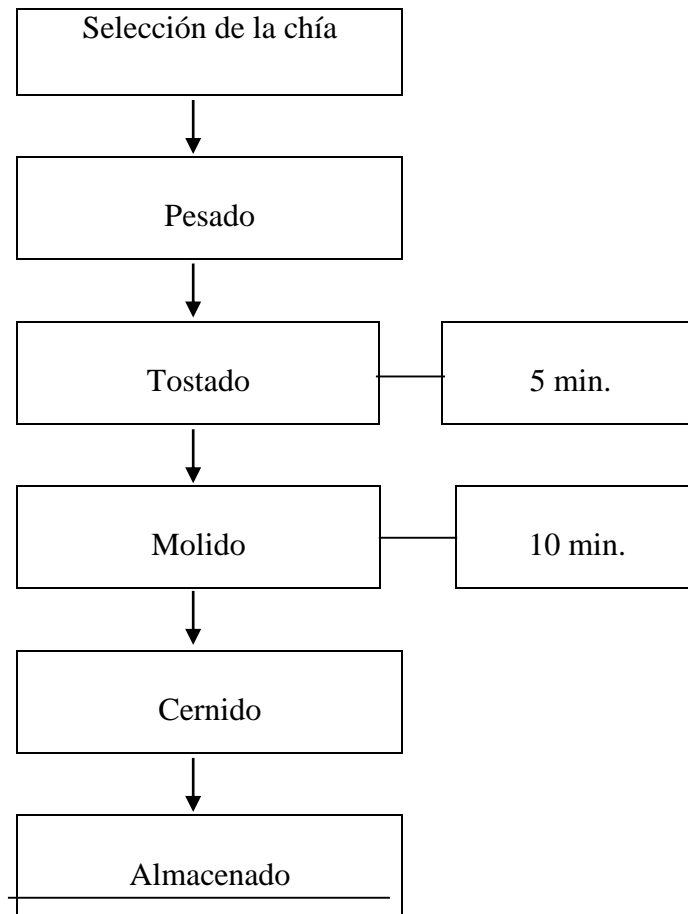 Selección de la chía
Pesado
Tostado
5 min.
Molido
10 min.
Cernido
Almacenado